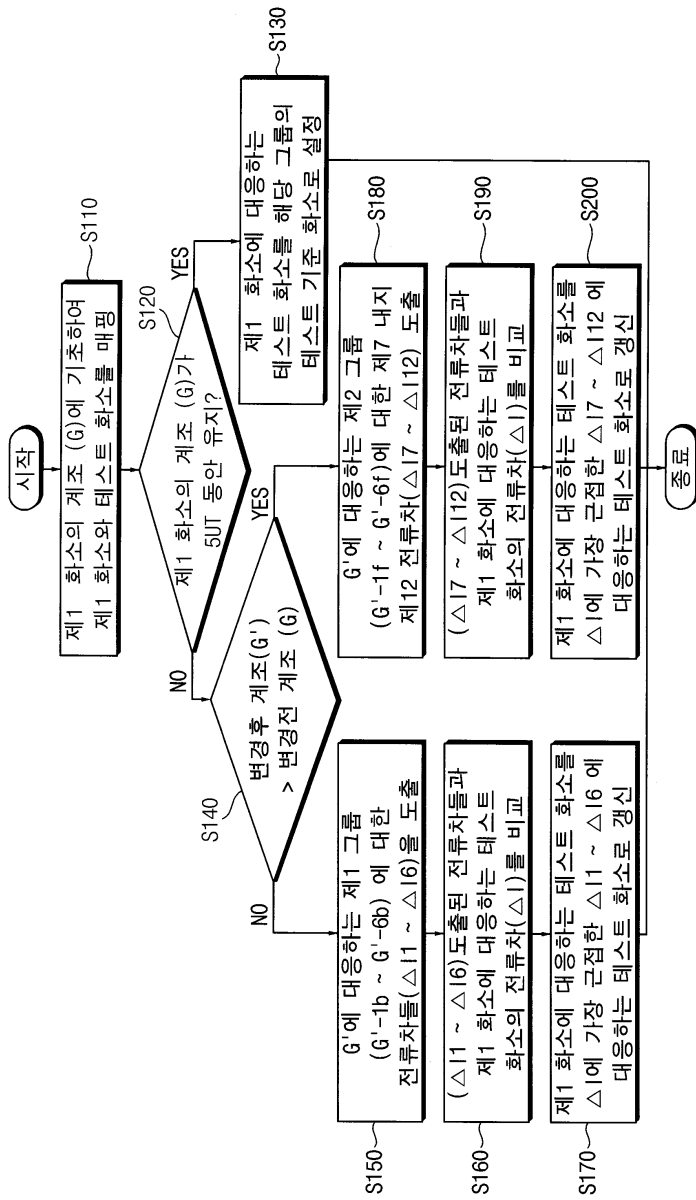 시작
제1 화소의 계조 (G)에 기초하여
제1 화소와 테스트 화소를 매핑
S110
제1 화소의 계조 (G)가
5UT 동안 유지?
S120
YES
NO
제1 화소에 대응하는
테스트 화소를 해당 그룹의
테스트 기준 화소로 설정
S130
변경후 계조(G')
> 변경전 계조 (G)
S140
YES
NO
G'에 대응하는 제1 그룹
(G'-1b ~ G'-6b) 에 대한
전류차들(△I1 ~ △I6)을 도출
S150
(△I1 ~ △I6)도출된 전류차들과
제1 화소에 대응하는 테스트
화소의 전류차(△I)를 비교
S160
제1 화소에 대응하는 테스트 화소를
△I에 가장 근접한 △I1 ~ △I6 에
대응하는 테스트 화소로 갱신
S170
G'에 대응하는 제2 그룹
(G'-1f ~ G'-6f)에 대한 제7 내지
제12 전류차(△I7 ~ △I12) 도출
S180
(△I7 ~ △I12)도출된 전류차들과
제1 화소에 대응하는 테스트
화소의 전류차(△I)를 비교
S190
제1 화소에 대응하는 테스트 화소를
△I에 가장 근접한 △I7 ~ △I12 에
대응하는 테스트 화소로 갱신
S200
종료